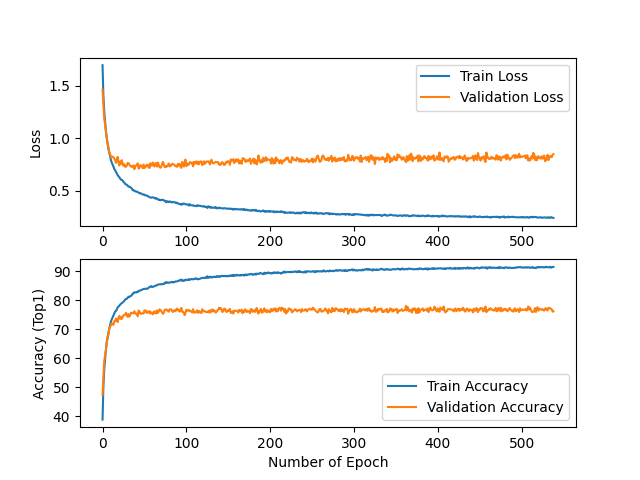 Train Loss
Validation Loss
1.5
1.0
0.5
Loss
0 100 200 300 400 500
90
80
70
60
50
40
Accuracy (Top1)
Train Accuracy
Validation Accuracy
0 100 200 300 400 500
Number of Epoch